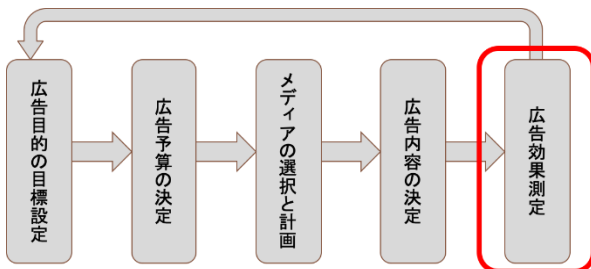 広告目的の目標設定
広告予算の決定
メディアの選択と計画
広告内容の決定
広告効果測定